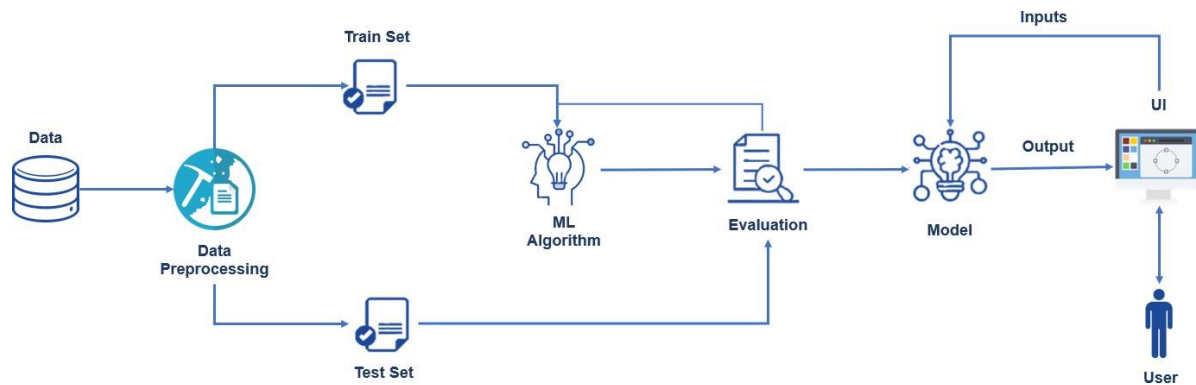 Inputs
Train Set
UI
Data
Output
ML
Algorithm
Evaluation
Model
Data
Preprocessing
Test Set
User